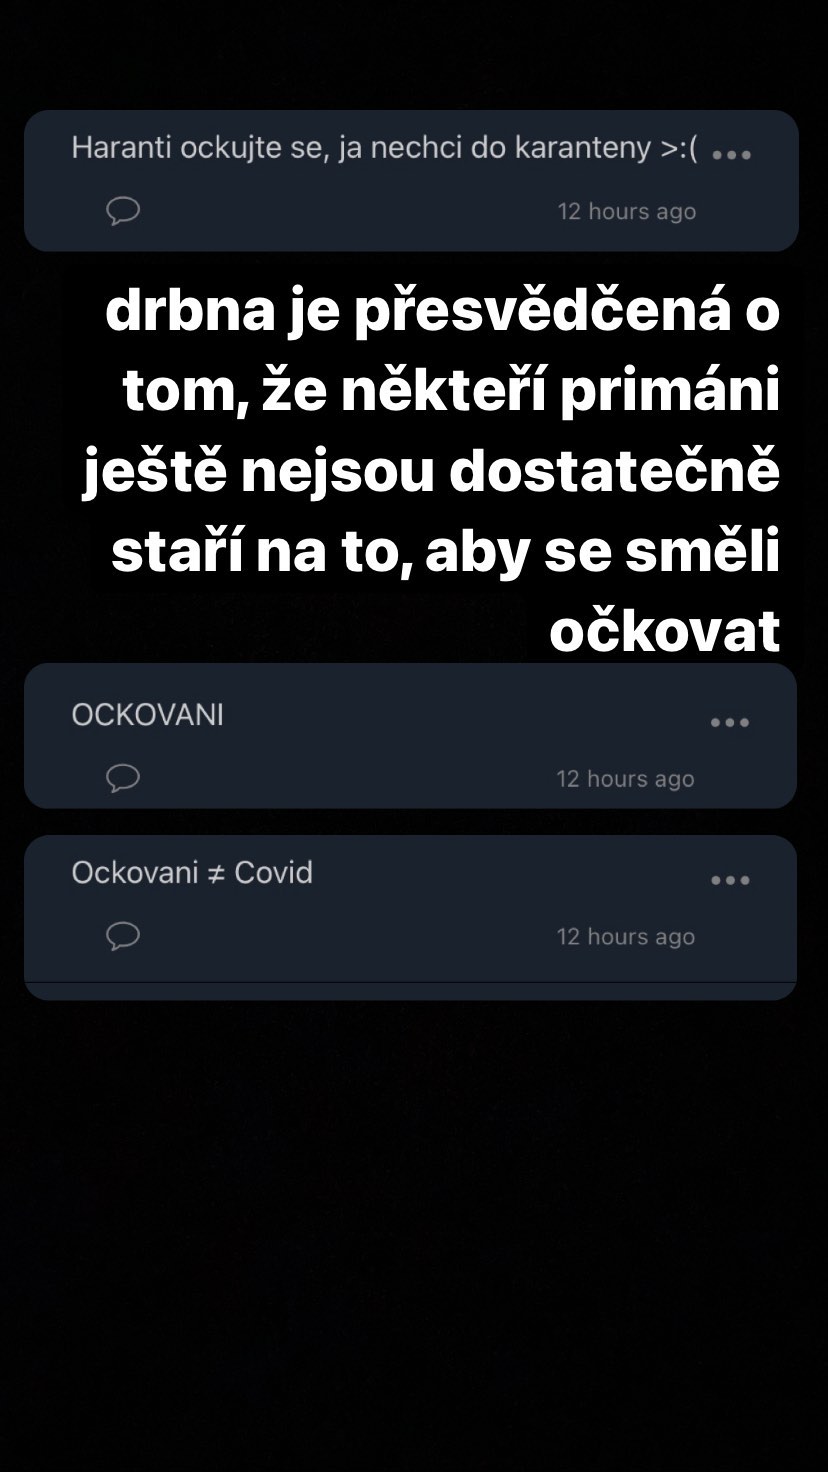 Haranti ockujte se, ja nechci do karanteny >:(
12 hours ago
drbna je přesvědčená o
tom, že někteří primáni
ještě nejsou dostatečně
staří na to, aby se směli
očkovat
OCKOVANI
12 hours ago
Ockovani ≠ Covid
12 hours ago